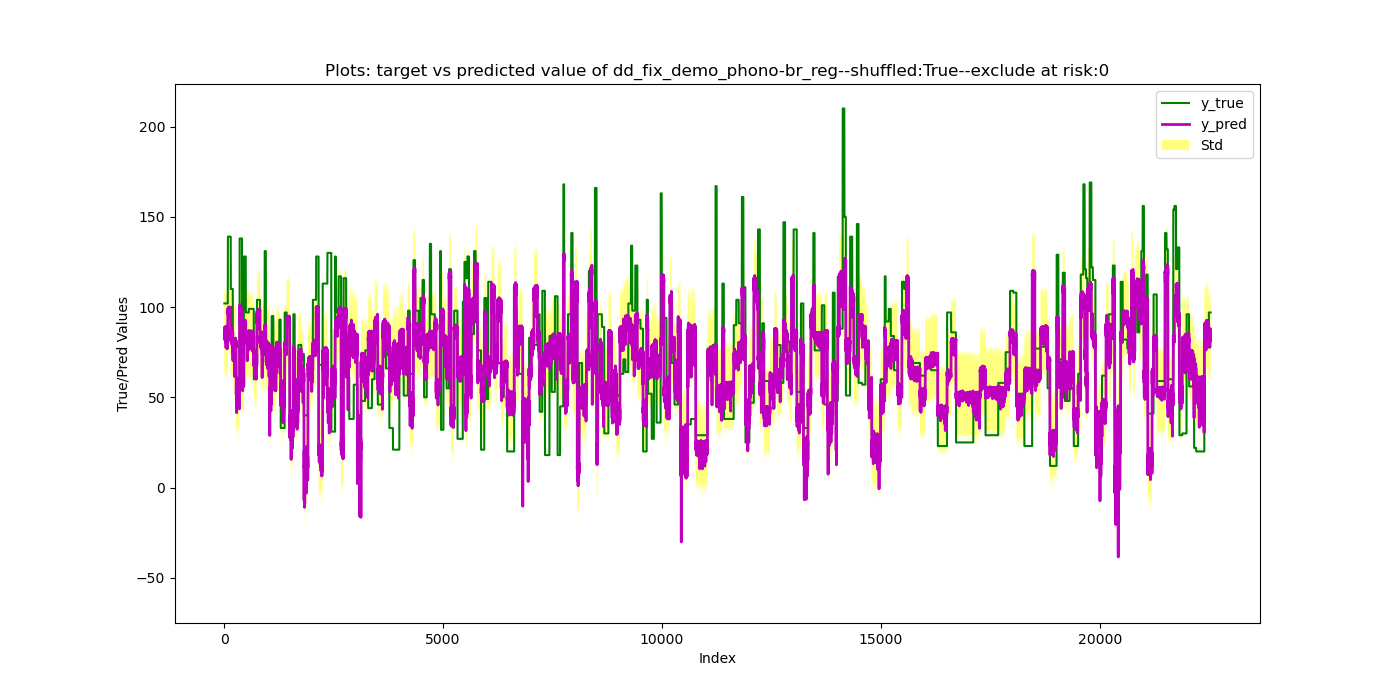 Plots: target vs predicted value of dd_fix_demo_phono-br_reg--shuffled:True--exclude at risk:0
y_true
y_pred
Std
200
150
100
50
0
−50
True/Pred Values
0
5000
10000
15000
20000
Index